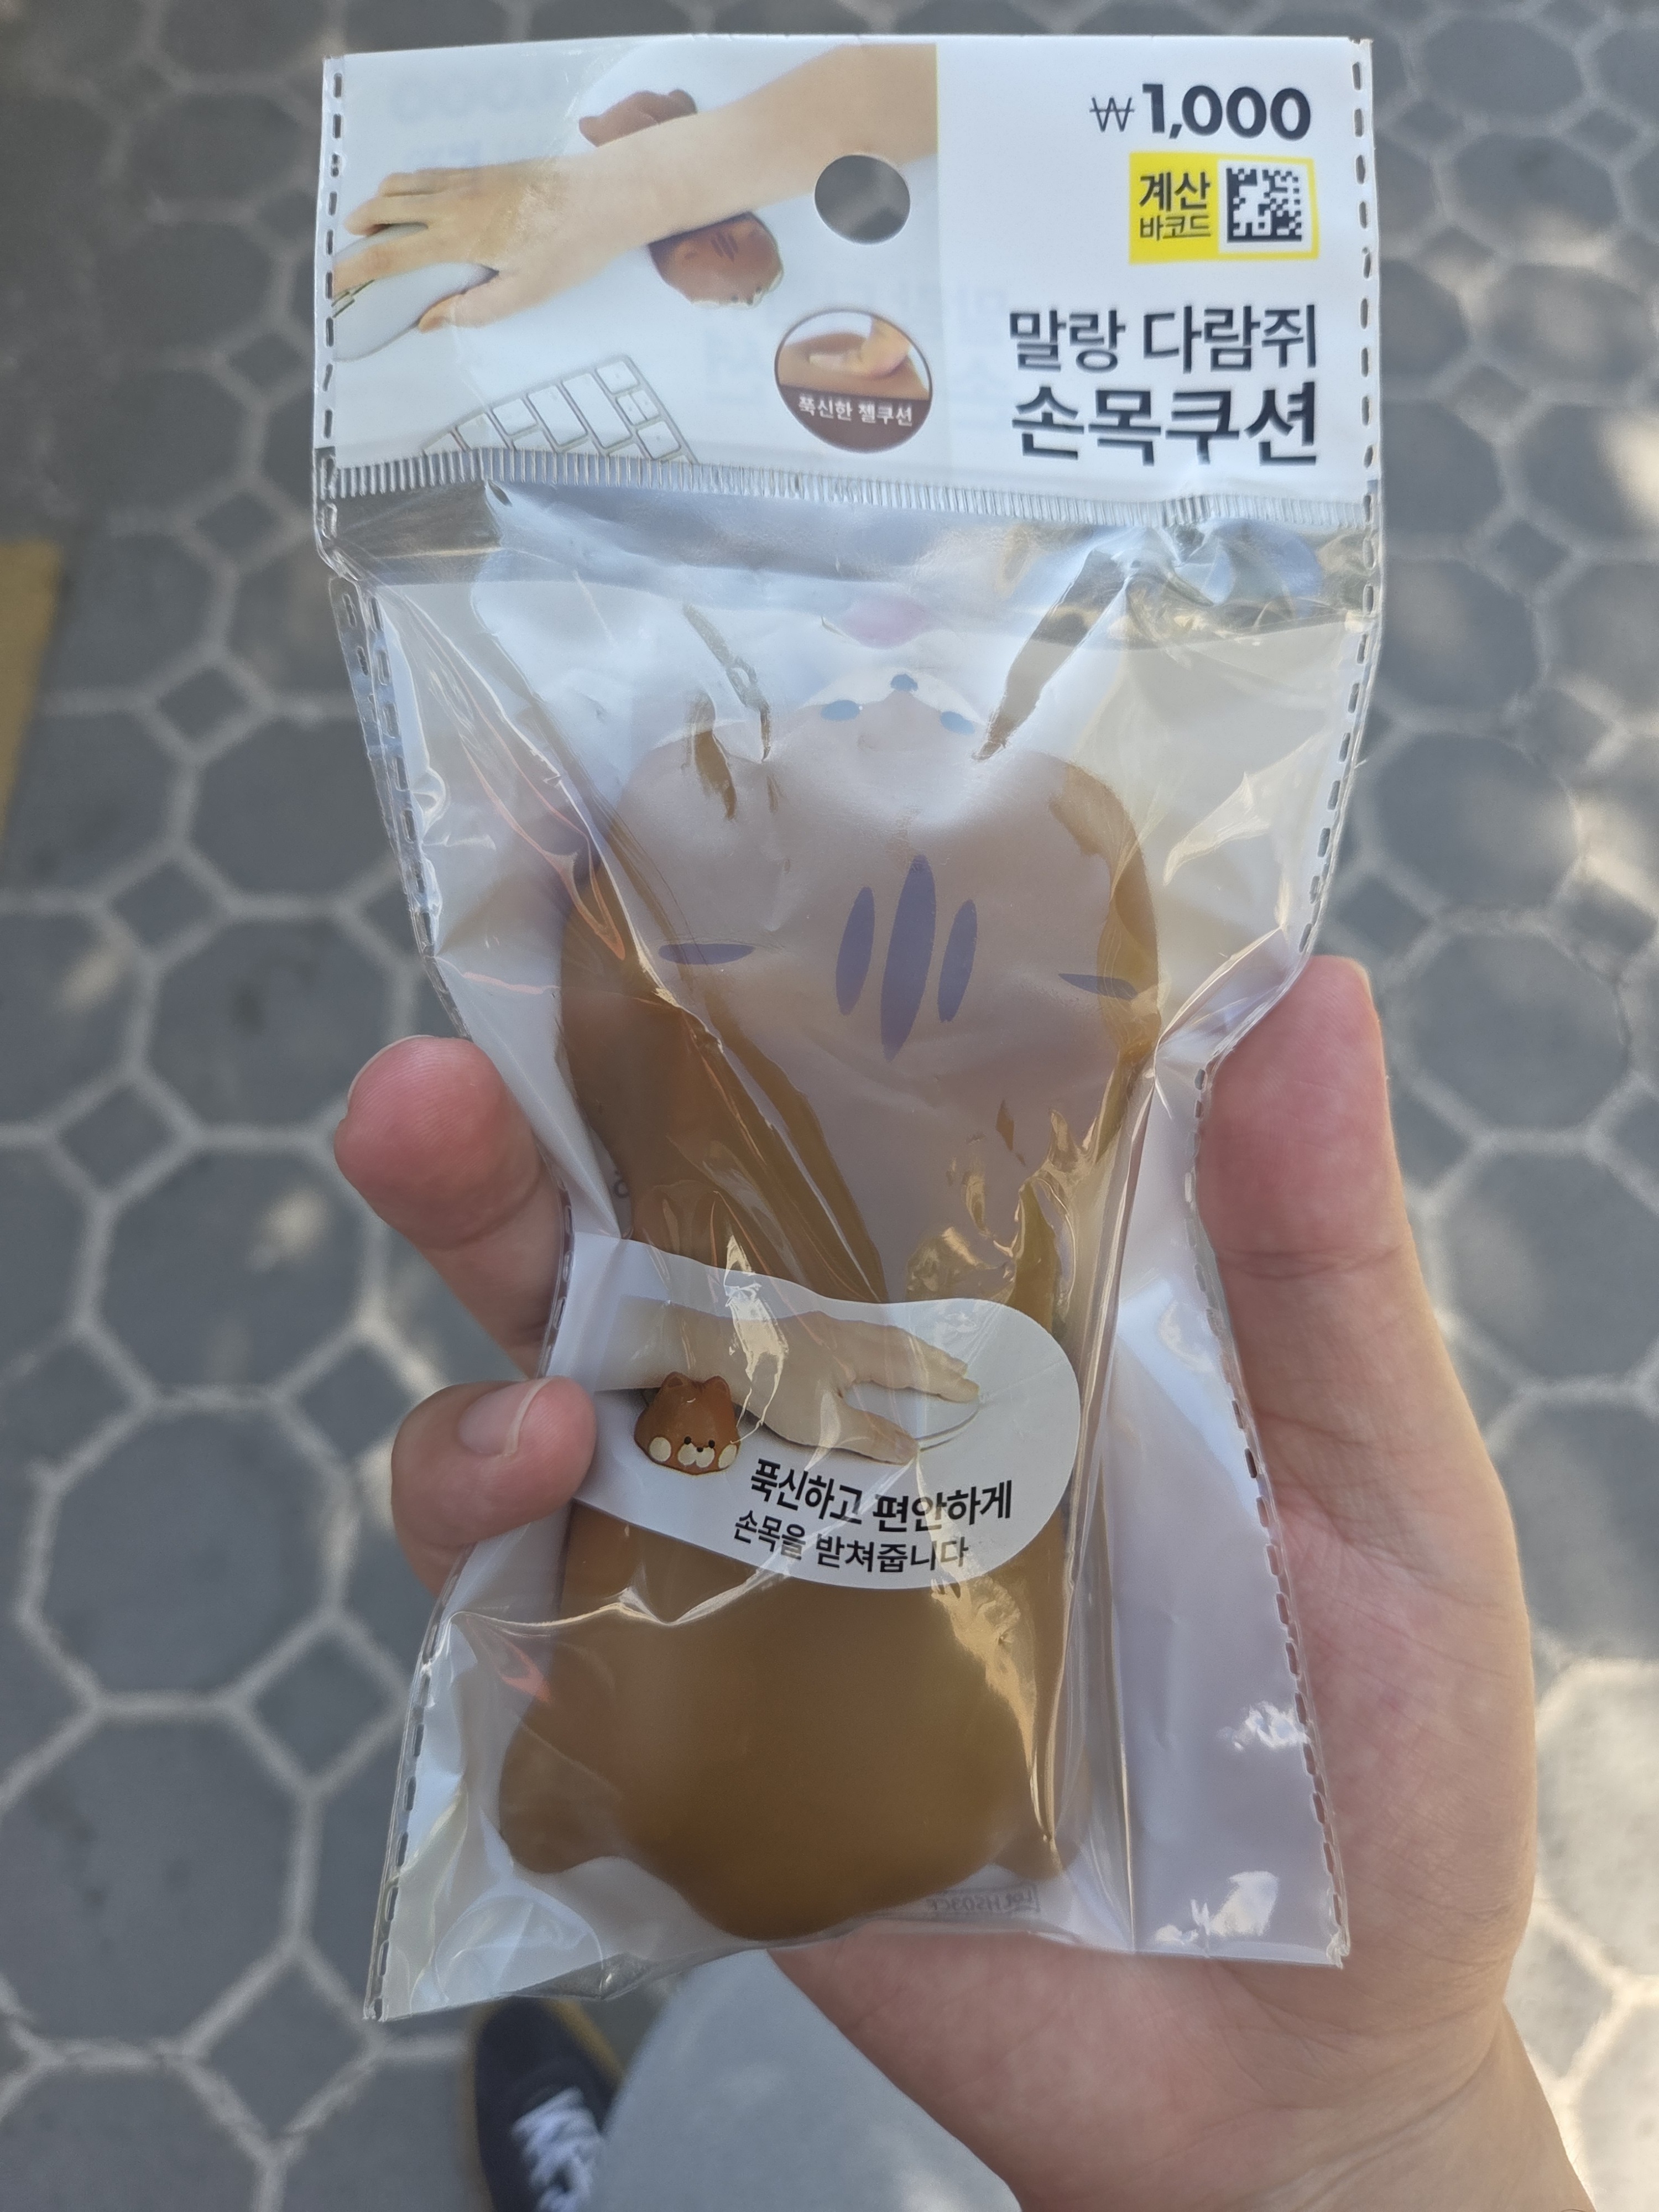 ₩1,000
계산
바코드
말랑 다람쥐
손목쿠션
푹신한 젤쿠션
푹신하고 편안하게
손목을 받쳐줍니다